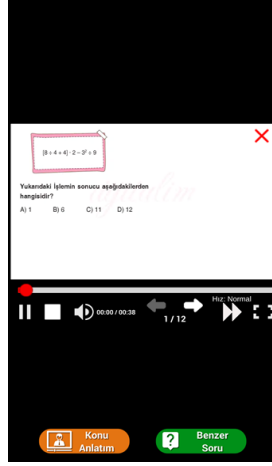 [8 ÷ 4 + 4] · 2 − 3² ÷ 9
Yukarıdaki İşlemin sonucu aşağıdakilerden
hangisidir?
A) 1 B) 6 C) 11 D) 12
00:00 / 00:38
1 / 12
Hız: Normal
Konu
Anlatım
Benzer
Soru